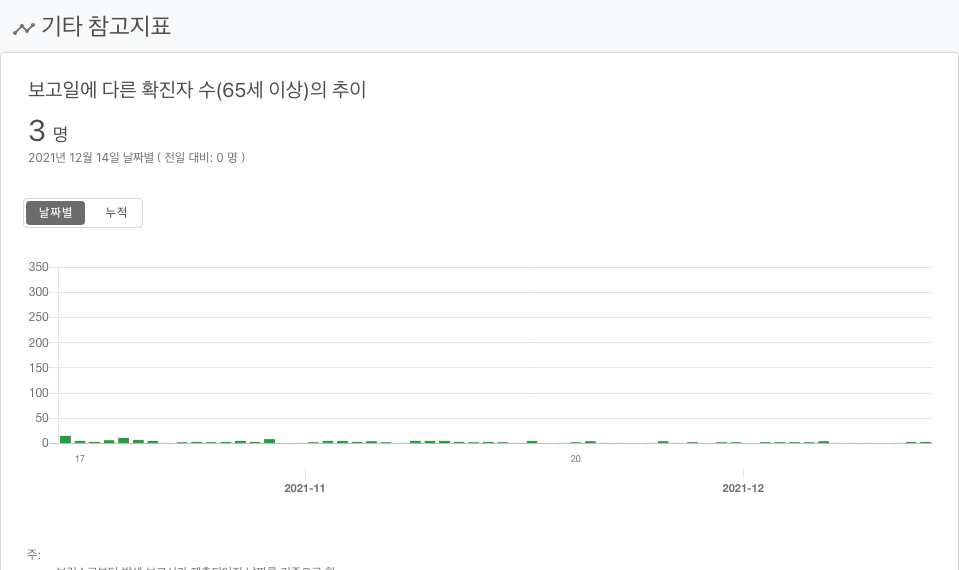 기타 참고지표
보고일에 다른 확진자 수(65세 이상)의 추이
3 명
2021년 12월 14일 날짜별 ( 전일 대비: 0 명 )
날짜별 누적
350
300
250
200
150
100
50
0
17 20
2021-11 2021-12
주: